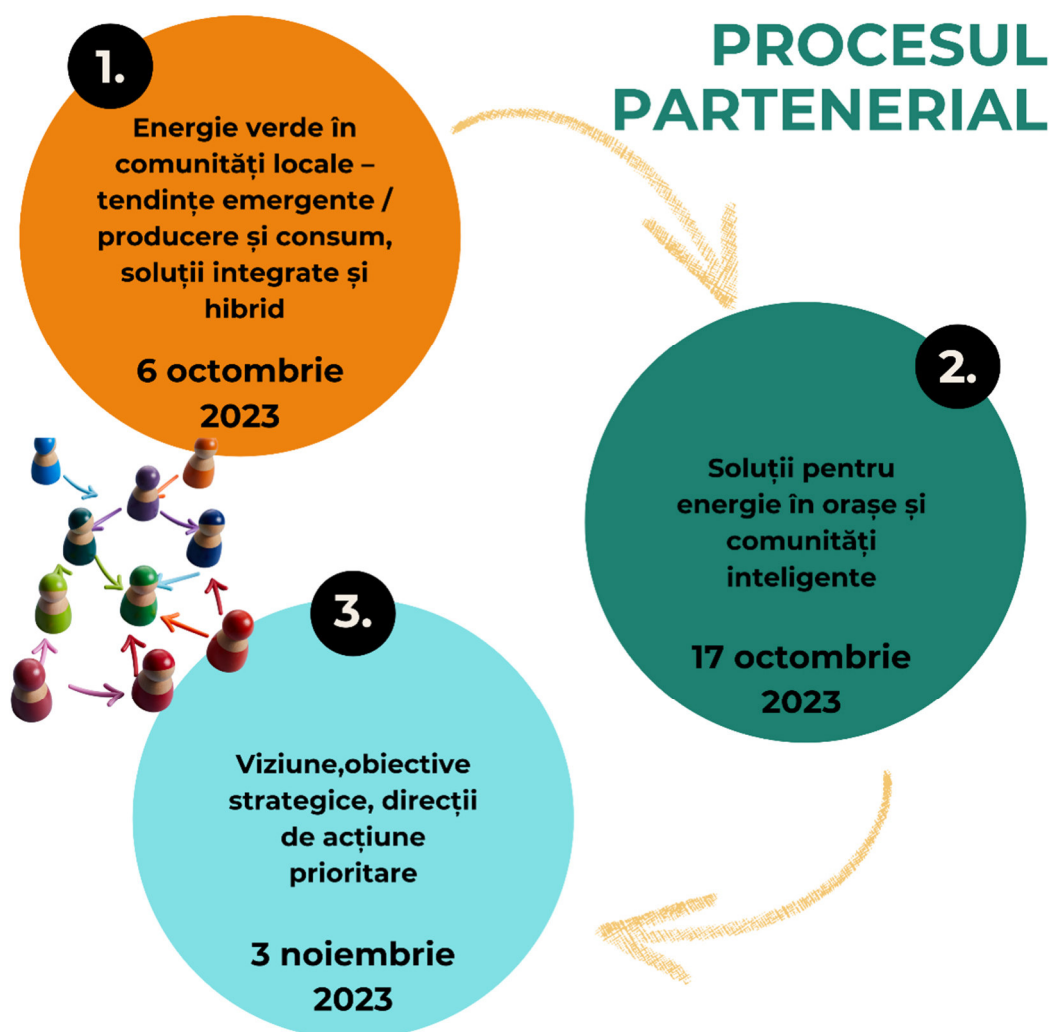 PROCESUL
PARTENERIAL
1.
Energie verde în
comunități locale –
tendințe emergente /
producere și consum,
soluții integrate și
hibrid
6 octombrie
2023
2.
Soluții pentru
energie în orașe și
comunități
inteligente
17 octombrie
2023
3.
Viziune,obiective
strategice, direcții
de acțiune
prioritare
3 noiembrie
2023